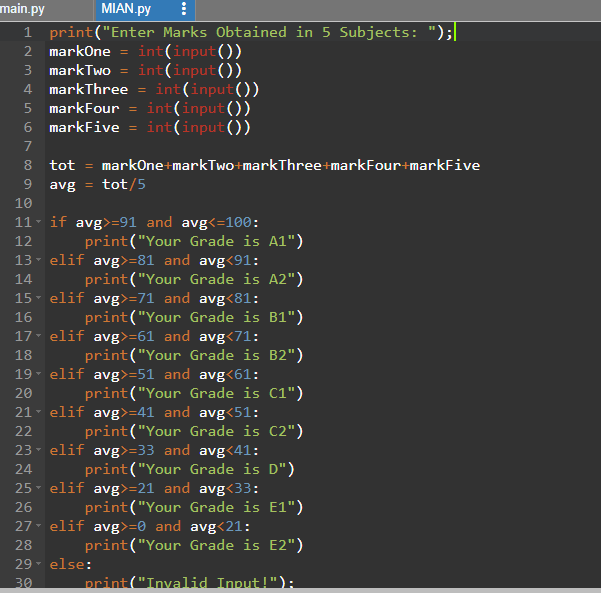 main.py MIAN.py
1 print("Enter Marks Obtained in 5 Subjects: ");
2 markOne = int(input())
3 markTwo = int(input())
4 markThree = int(input())
5 markFour = int(input())
6 markFive = int(input())
7
8 tot = markOne+markTwo+markThree+markFour+markFive
9 avg = tot/5
10
11 if avg>=91 and avg<=100:
12     print("Your Grade is A1")
13 elif avg>=81 and avg<91:
14     print("Your Grade is A2")
15 elif avg>=71 and avg<81:
16     print("Your Grade is B1")
17 elif avg>=61 and avg<71:
18     print("Your Grade is B2")
19 elif avg>=51 and avg<61:
20     print("Your Grade is C1")
21 elif avg>=41 and avg<51:
22     print("Your Grade is C2")
23 elif avg>=33 and avg<41:
24     print("Your Grade is D")
25 elif avg>=21 and avg<33:
26     print("Your Grade is E1")
27 elif avg>=0 and avg<21:
28     print("Your Grade is E2")
29 else:
30     print("Invalid Input!");